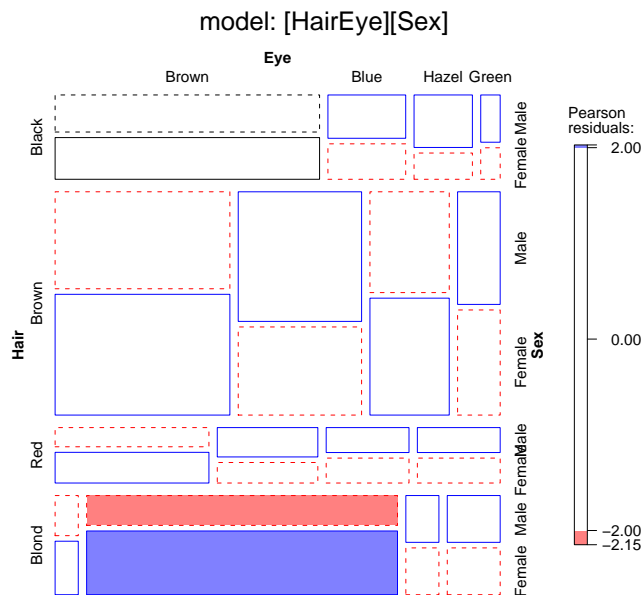 model: [HairEye][Sex]
Eye
Brown Blue Hazel Green
Hair
Black
Brown
Red
Blond
Male
Female
Male
Female
Male
Female
Male
Female
Sex
Pearson
residuals:
2.00
0.00
−2.00
−2.15